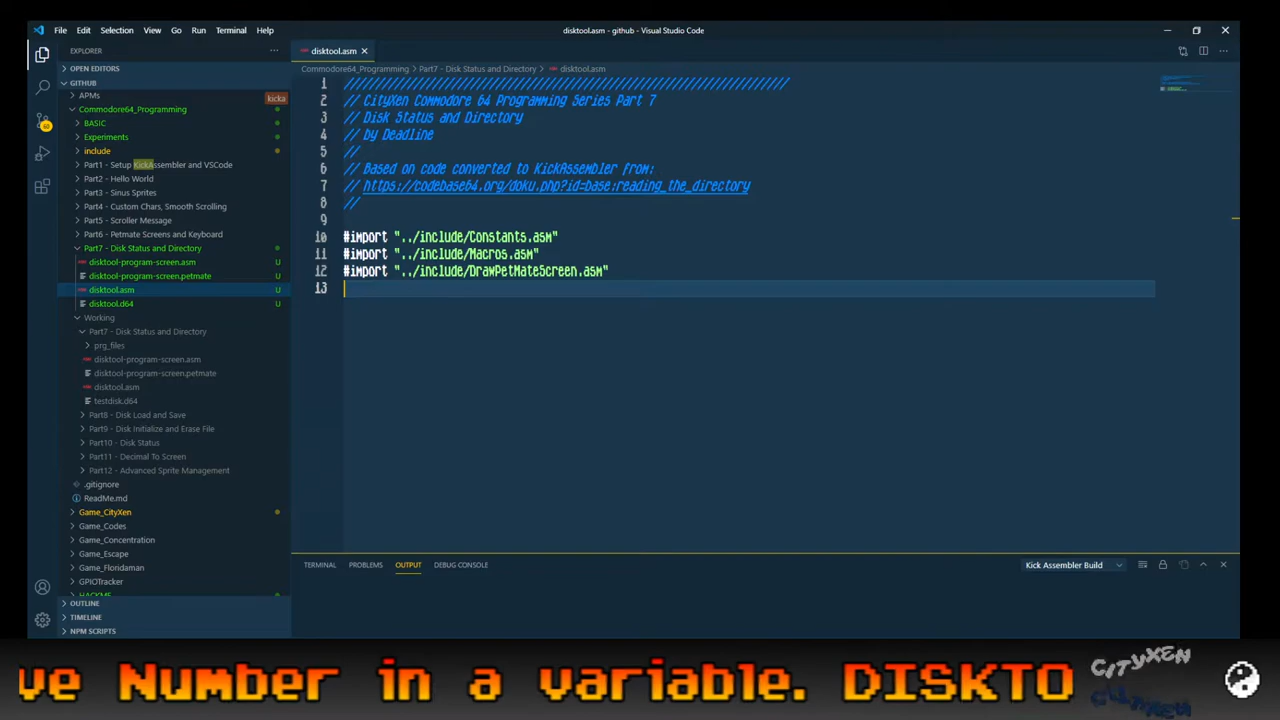 File Edit Selection View Go Run Terminal Help
disktool.asm - github - Visual Studio Code
EXPLORER
disktool.asm
OPEN EDITORS
GITHUB
APMs
kicka
Commodore64_Programming
BASIC
Experiments
include
Part1 - Setup KickAssembler and VSCode
Part2 - Hello World
Part3 - Sinus Sprites
Part4 - Custom Chars, Smooth Scrolling
Part5 - Scroller Message
Part6 - Petmate Screens and Keyboard
Part7 - Disk Status and Directory
disktool-program-screen.asm U
disktool-program-screen.petmate U
disktool.asm U
disktool.d64 U
Working
Part7 - Disk Status and Directory
prg_files
disktool-program-screen.asm
disktool-program-screen.petmate
disktool.asm
testdisk.d64
Part8 - Disk Load and Save
Part9 - Disk Initialize and Erase File
Part10 - Disk Status
Part11 - Decimal To Screen
Part12 - Advanced Sprite Management
.gitignore
ReadMe.md
Game_CityXen
Game_Codes
Game_Concentration
Game_Escape
Game_Floridaman
GPIOTracker
HACKME
OUTLINE
TIMELINE
NPM SCRIPTS
60
Commodore64_Programming > Part7 - Disk Status and Directory > disktool.asm
1 //////////////////////////////////////////////////////////////////////
2 // CityXen Commodore 64 Programming Series Part 7
3 // Disk Status and Directory
4 // by Deadline
5 //
6 // Based on code converted to KickAssembler from:
7 // https://codebase64.org/doku.php?id=base:reading_the_directory
8 //
9
10 #import "../include/Constants.asm"
11 #import "../include/Macros.asm"
12 #import "../include/DrawPetMateScreen.asm"
13
TERMINAL PROBLEMS OUTPUT DEBUG CONSOLE
Kick Assembler Build
ve Number in a variable. DISKTO
CITYXEN